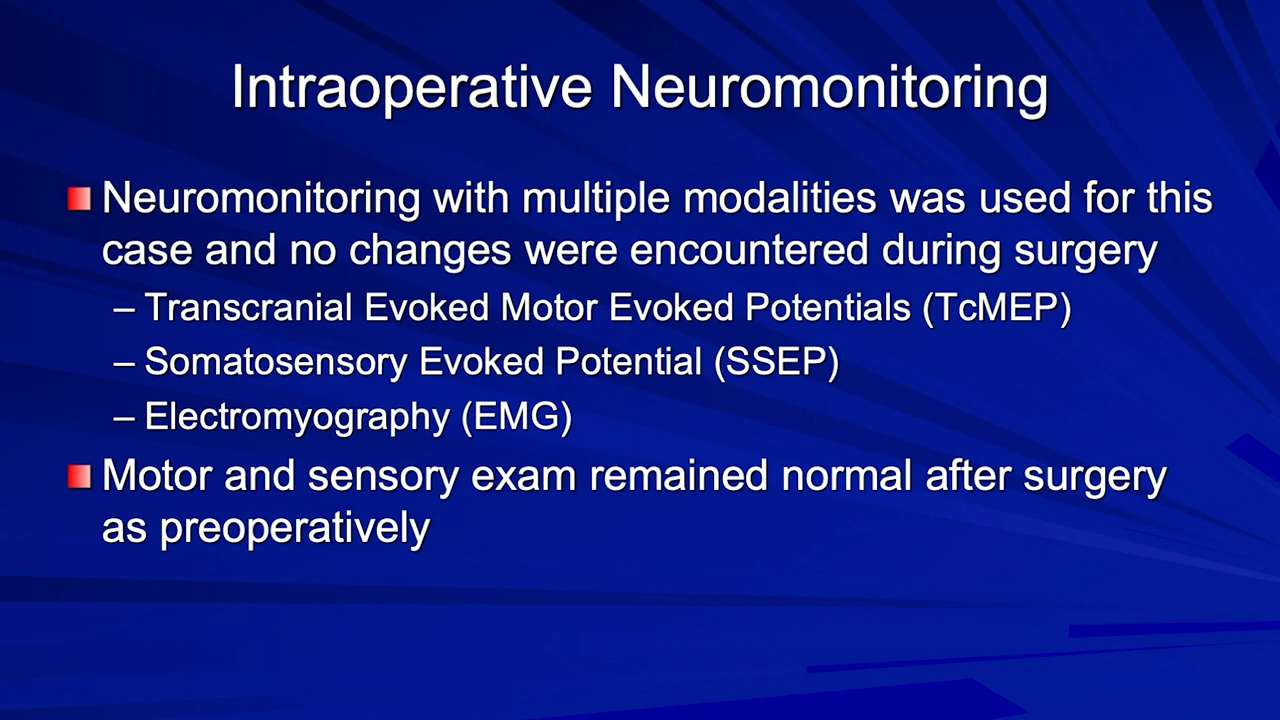 Intraoperative Neuromonitoring
Neuromonitoring with multiple modalities was used for this
case and no changes were encountered during surgery
– Transcranial Evoked Motor Evoked Potentials (TcMEP)
– Somatosensory Evoked Potential (SSEP)
– Electromyography (EMG)
Motor and sensory exam remained normal after surgery
as preoperatively